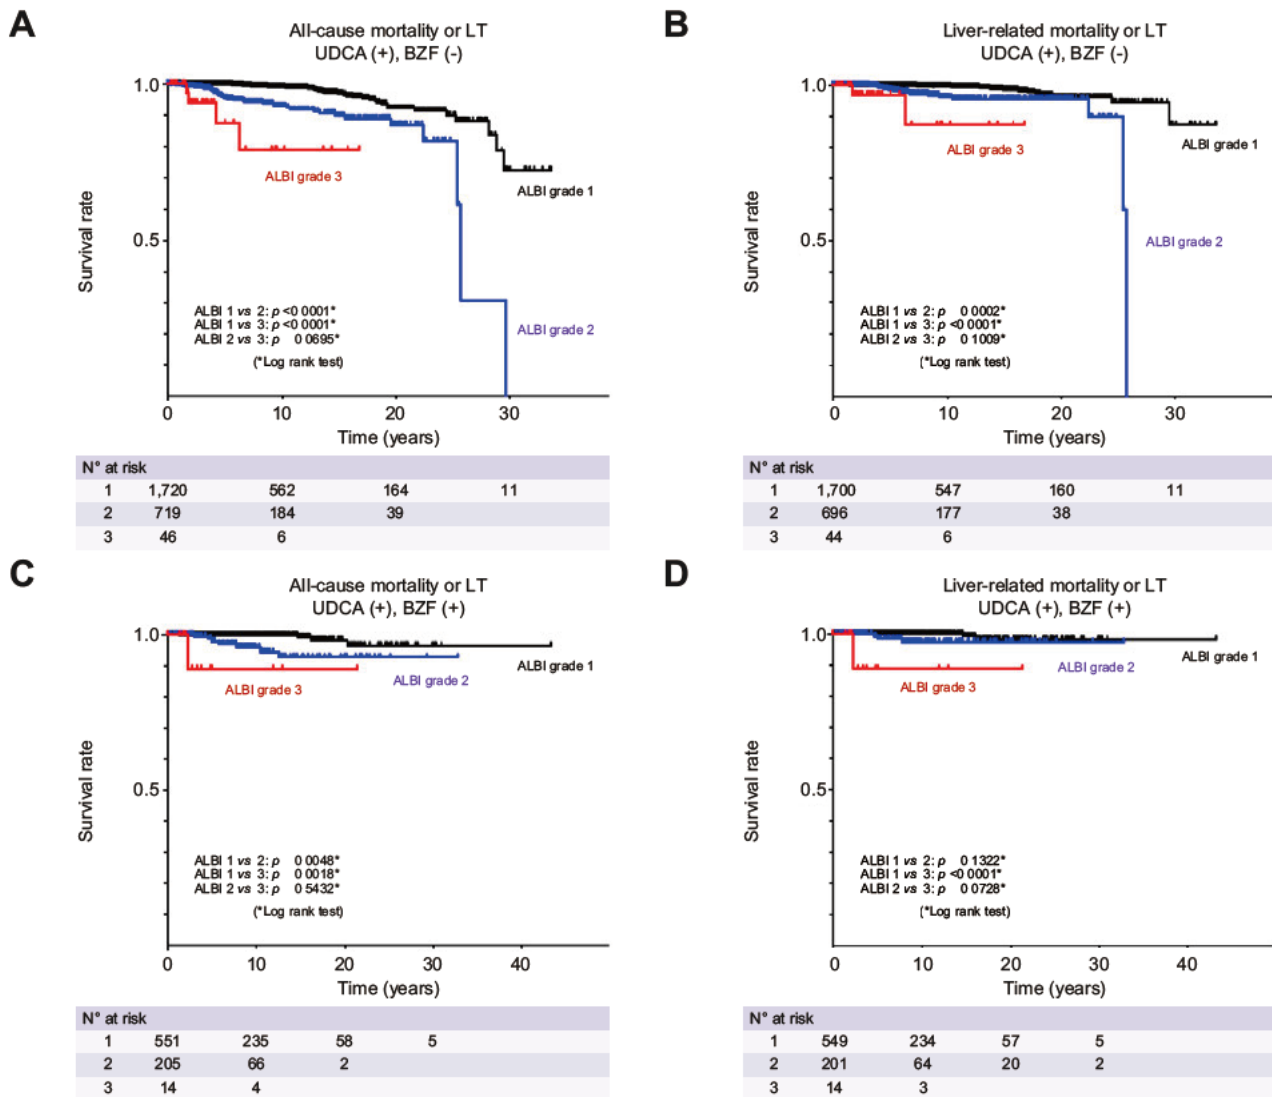 A
All-cause mortality or LT
UDCA (+), BZF (-)
Survival rate
1.0
0.5
ALBI grade 3
ALBI grade 1
ALBI grade 2
ALBI 1 vs 2: p <0 0001*
ALBI 1 vs 3: p <0 0001*
ALBI 2 vs 3: p 0 0695*
(*Log rank test)
0 10 20 30
Time (years)
N° at risk
1 1,720 562 164 11
2 719 184 39
3 46 6
B
Liver-related mortality or LT
UDCA (+), BZF (-)
Survival rate
1.0
0.5
ALBI grade 3
ALBI grade 1
ALBI grade 2
ALBI 1 vs 2: p 0 0002*
ALBI 1 vs 3: p <0 0001*
ALBI 2 vs 3: p 0 1009*
(*Log rank test)
0 10 20 30
Time (years)
N° at risk
1 1,700 547 160 11
2 696 177 38
3 44 6
C
All-cause mortality or LT
UDCA (+), BZF (+)
Survival rate
1.0
0.5
ALBI grade 1
ALBI grade 2
ALBI grade 3
ALBI 1 vs 2: p 0 0048*
ALBI 1 vs 3: p 0 0018*
ALBI 2 vs 3: p 0 5432*
(*Log rank test)
0 10 20 30 40
Time (years)
N° at risk
1 551 235 58 5
2 205 66 2
3 14 4
D
Liver-related mortality or LT
UDCA (+), BZF (+)
Survival rate
1.0
0.5
ALBI grade 1
ALBI grade 2
ALBI grade 3
ALBI 1 vs 2: p 0 1322*
ALBI 1 vs 3: p <0 0001*
ALBI 2 vs 3: p 0 0728*
(*Log rank test)
0 10 20 30 40
Time (years)
N° at risk
1 549 234 57 5
2 201 64 20 2
3 14 3